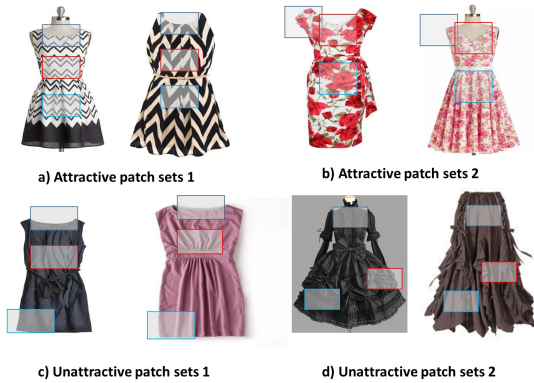 a) Attractive patch sets 1
b) Attractive patch sets 2
c) Unattractive patch sets 1
d) Unattractive patch sets 2